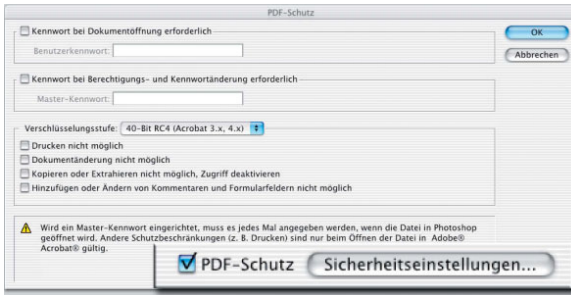 PDF-Schutz
Kennwort bei Dokumentöffnung erforderlich
OK
Benutzerkennwort:
Abbrechen
Kennwort bei Berechtigungs- und Kennwortänderung erforderlich
Master-Kennwort:
Verschlüsselungsstufe: 40-Bit RC4 (Acrobat 3.x, 4.x)
Drucken nicht möglich
Dokumentänderung nicht möglich
Kopieren oder Extrahieren nicht möglich, Zugriff deaktivieren
Hinzufügen oder Ändern von Kommentaren und Formularfeldern nicht möglich
Wird ein Master-Kennwort eingerichtet, muss es jedes Mal angegeben werden, wenn die Datei in Photoshop
geöffnet wird. Andere Schutzbeschränkungen (z. B. Drucken) sind nur beim Öffnen der Datei in Adobe®
Acrobat® gültig.
PDF-Schutz Sicherheitseinstellungen...